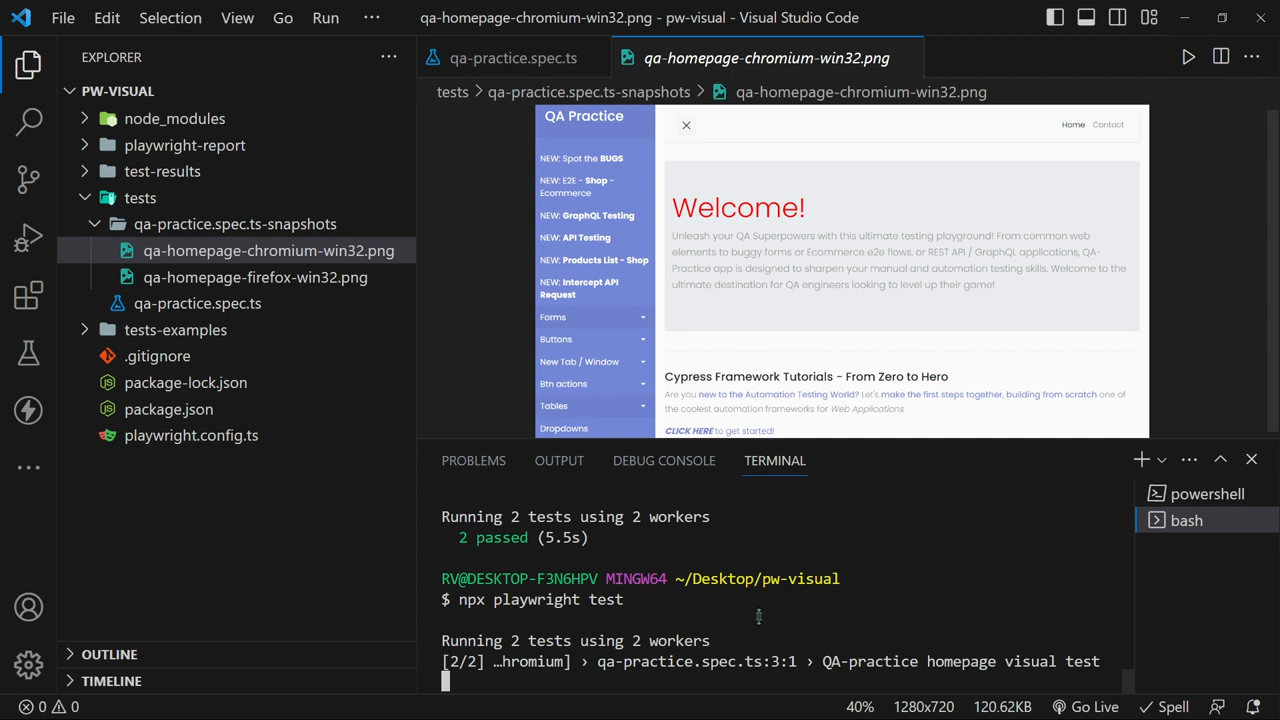 File Edit Selection View Go Run ··· qa-homepage-chromium-win32.png - pw-visual - Visual Studio Code
EXPLORER ···
PW-VISUAL
node_modules
playwright-report
test-results
tests
qa-practice.spec.ts-snapshots
qa-homepage-chromium-win32.png
qa-homepage-firefox-win32.png
qa-practice.spec.ts
tests-examples
.gitignore
package-lock.json
package.json
playwright.config.ts
OUTLINE
TIMELINE
qa-practice.spec.ts qa-homepage-chromium-win32.png
tests > qa-practice.spec.ts-snapshots > qa-homepage-chromium-win32.png
QA Practice
NEW: Spot the BUGS
NEW: E2E - Shop -
Ecommerce
NEW: GraphQL Testing
NEW: API Testing
NEW: Products List - Shop
NEW: Intercept API
Request
Forms
Buttons
New Tab / Window
Btn actions
Tables
Dropdowns
Home Contact
Welcome!
Unleash your QA Superpowers with this ultimate testing playground! From common web
elements to buggy forms or Ecommerce e2e flows, or REST API / GraphQL applications, QA-
Practice app is designed to sharpen your manual and automation testing skills. Welcome to the
ultimate destination for QA engineers looking to level up their game!
Cypress Framework Tutorials - From Zero to Hero
Are you new to the Automation Testing World? Let's make the first steps together, building from scratch one of
the coolest automation frameworks for Web Applications
CLICK HERE to get started!
PROBLEMS OUTPUT DEBUG CONSOLE TERMINAL
Running 2 tests using 2 workers
2 passed (5.5s)
RV@DESKTOP-F3N6HPV MINGW64 ~/Desktop/pw-visual
$ npx playwright test
Running 2 tests using 2 workers
[2/2] …hromium] › qa-practice.spec.ts:3:1 › QA-practice homepage visual test
powershell
bash
0 0 40% 1280x720 120.62KB Go Live Spell